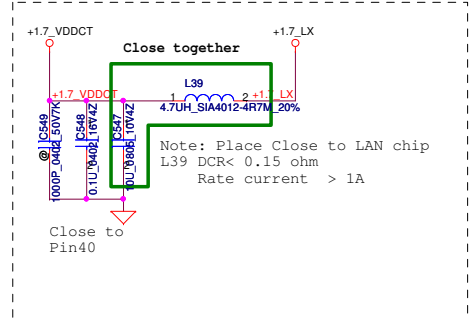 +1.7_VDDCT
+1.7_LX
Close together
L39
+1.7_VDDCT
1
2
+1.7_LX
4.7UH_SIA4012-4R7M_20%
@
C549
1000P_0402_50V7K
C548
0.1U_0402_16V4Z
C547
10U_0805_10V4Z
Note: Place Close to LAN chip
L39 DCR< 0.15 ohm
Rate current > 1A
Close to
Pin40